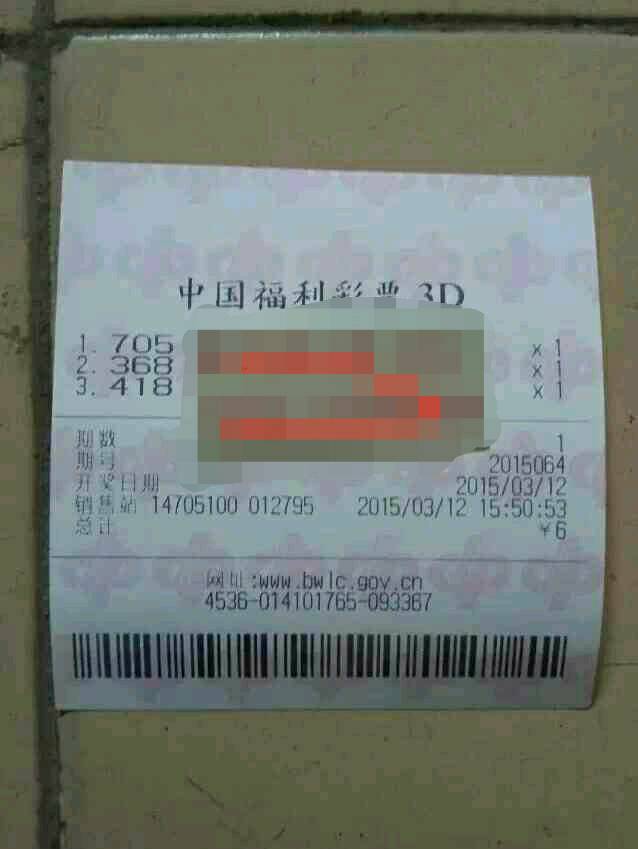 中国福利彩票 3D
1. 705 x 1
2. 368 x 1
3. 418 x 1
期数 1
期号 2015064
开奖日期 2015/03/12
销售站 14705100 012795 2015/03/12 15:50:53
总计 ¥6
网址:www.bwlc.gov.cn
4536-014101765-093367